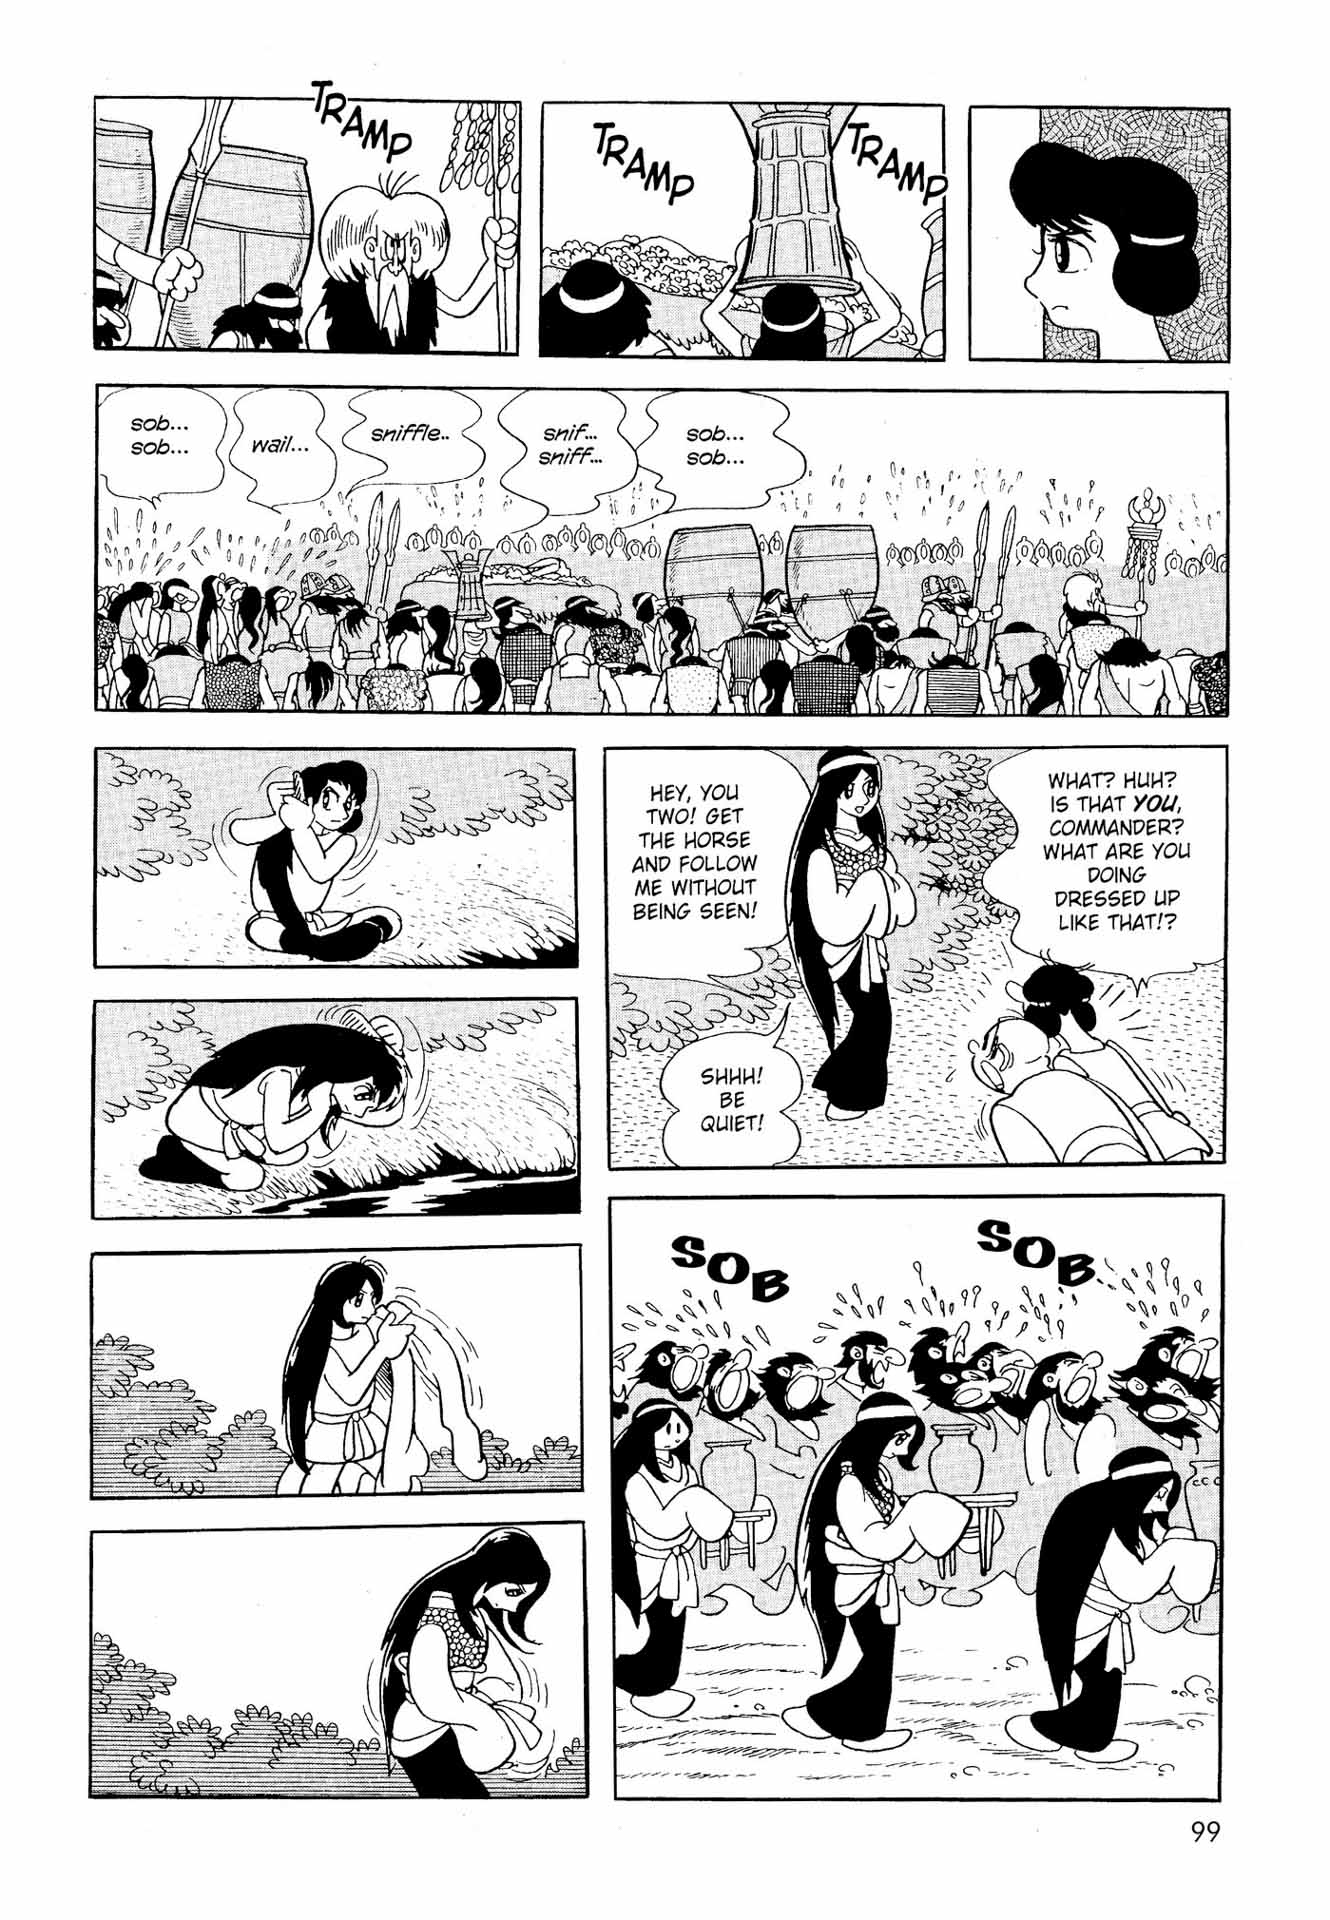 TRAMP
TRAMP
TRAMP
sob...
sob...
wail...
sniffle..
snif...
sniff...
sob...
sob...
HEY, YOU
TWO! GET
THE HORSE
AND FOLLOW
ME WITHOUT
BEING SEEN!
WHAT? HUH?
IS THAT YOU,
COMMANDER?
WHAT ARE YOU
DOING
DRESSED UP
LIKE THAT!?
SHHH!
BE
QUIET!
SOB
SOB
99